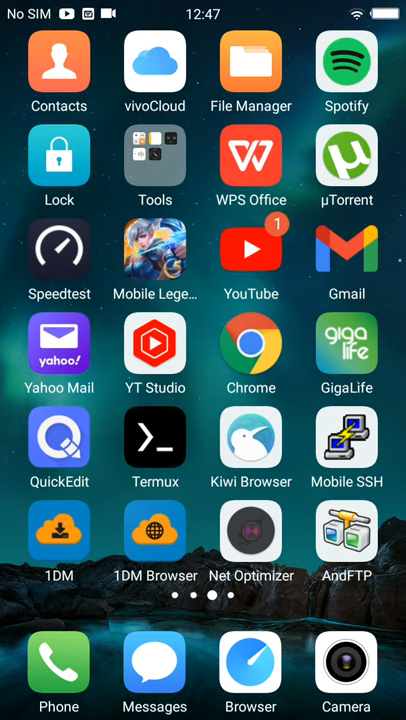 No SIM 12:47
Contacts vivoCloud File Manager Spotify
Lock Tools WPS Office µTorrent
1
Speedtest Mobile Lege... YouTube Gmail
yahoo! giga life
Yahoo Mail YT Studio Chrome GigaLife
QuickEdit Termux Kiwi Browser Mobile SSH
1DM 1DM Browser Net Optimizer AndFTP
Phone Messages Browser Camera